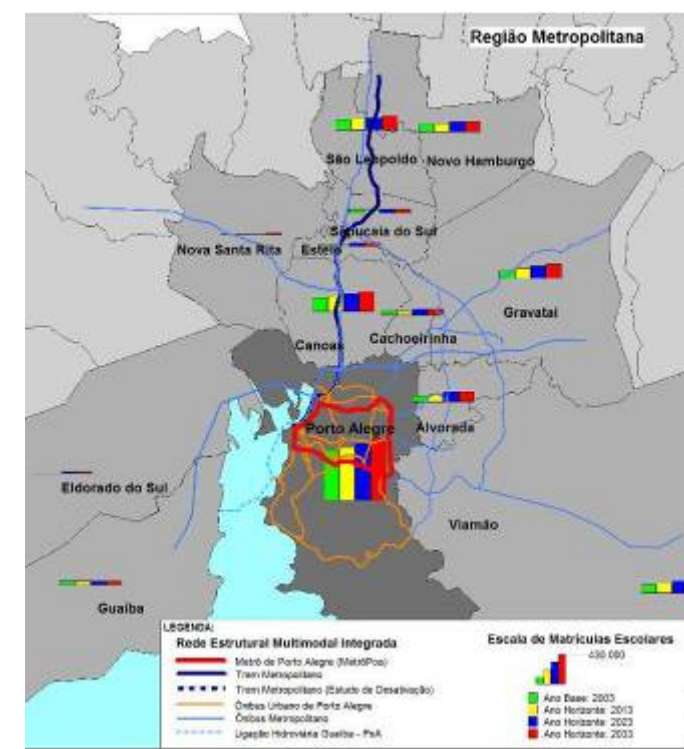 Região Metropolitana
São Leopoldo
Novo Hamburgo
Sapucaia do Sul
Nova Santa Rita
Esteio
Gravataí
Cachoeirinha
Canoas
Porto Alegre
Alvorada
Eldorado do Sul
Viamão
Guaíba
LEGENDA:
Rede Estrutural Multimodal Integrada
Metrô de Porto Alegre (MetrôPoa)
Trem Metropolitano
Trem Metropolitano (Estudo de Desativação)
Ônibus Urbano de Porto Alegre
Ônibus Metropolitano
Ligação Hidroviária Guaíba - PoA
Escala de Matrículas Escolares
430.000
Ano Base: 2003
Ano Horizonte: 2013
Ano Horizonte: 2023
Ano Horizonte: 2033